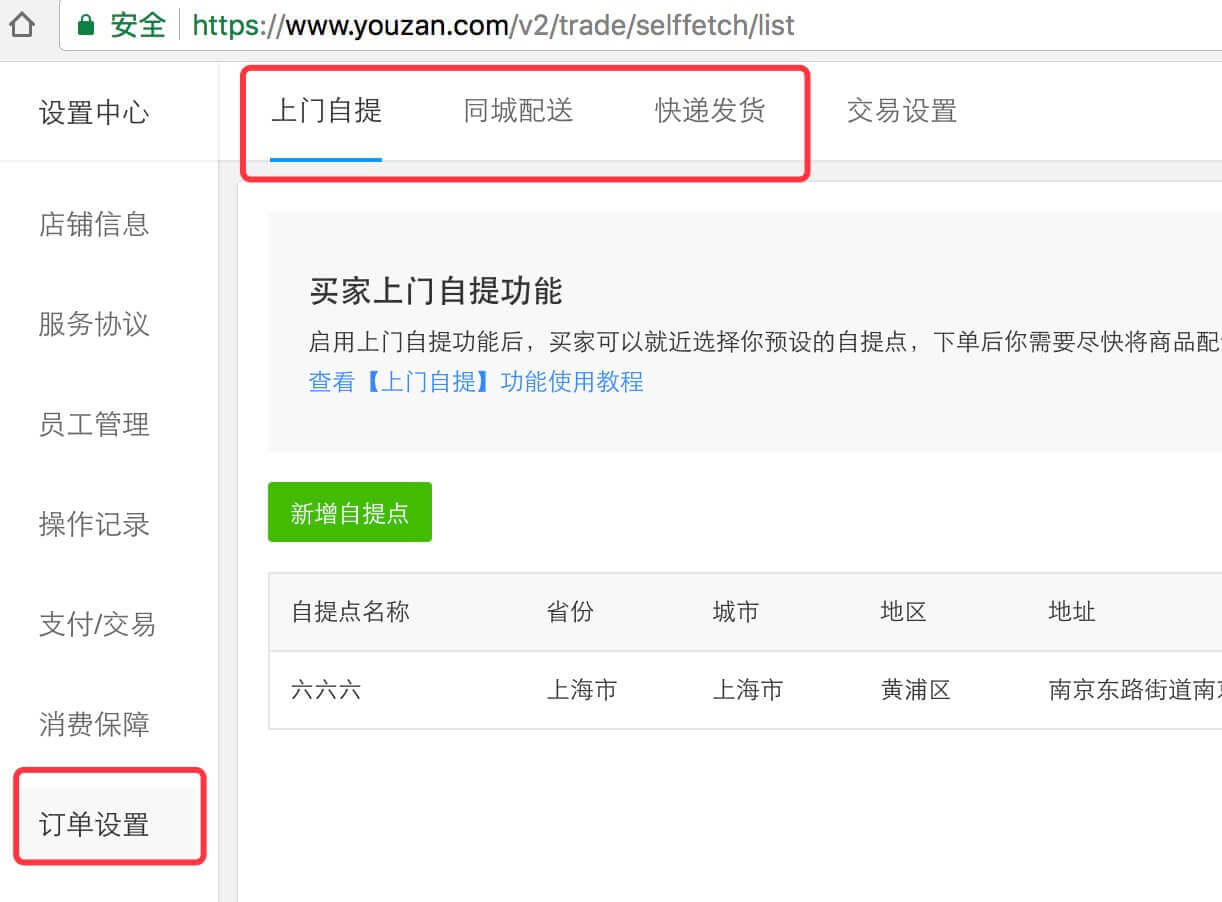 安全 https://www.youzan.com/v2/trade/selffetch/list
设置中心
上门自提 同城配送 快递发货 交易设置
店铺信息
服务协议
员工管理
操作记录
支付/交易
消费保障
订单设置
买家上门自提功能
启用上门自提功能后，买家可以就近选择你预设的自提点，下单后你需要尽快将商品配
查看【上门自提】功能使用教程
新增自提点
自提点名称 省份 城市 地区 地址
六六六 上海市 上海市 黄浦区 南京东路街道南